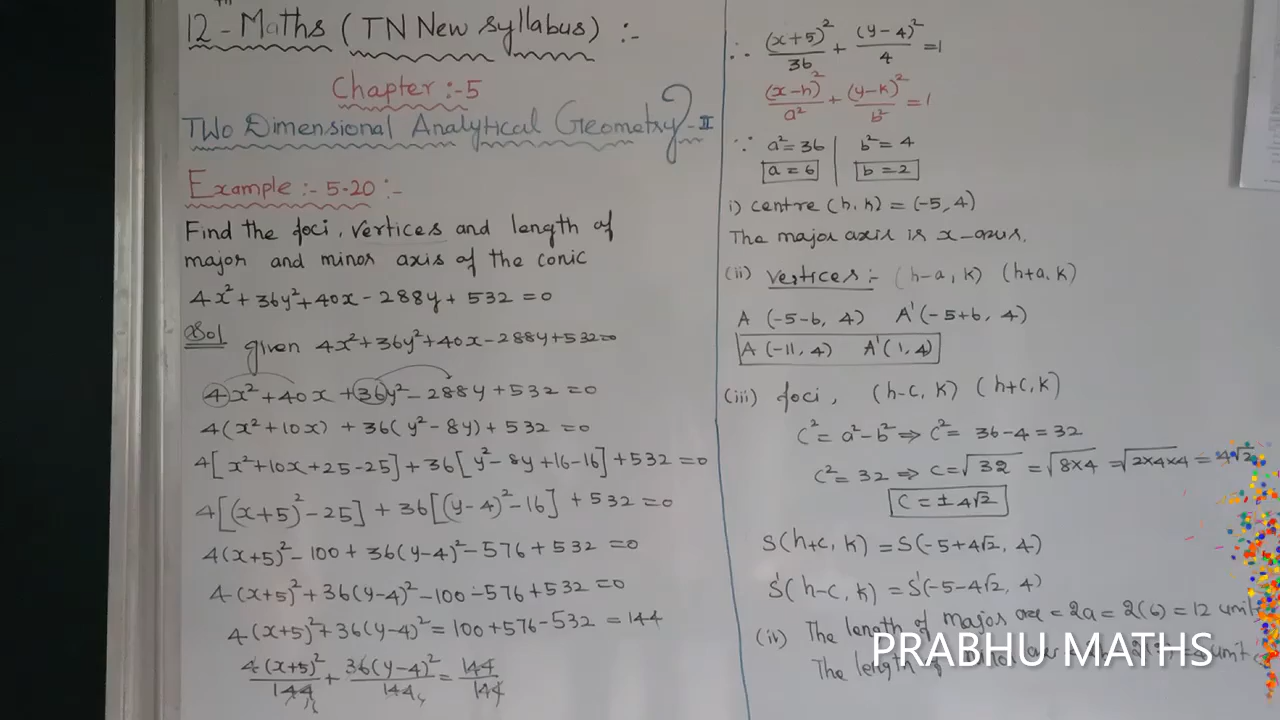 12th - Maths (TN New syllabus) :-
Chapter :- 5
Two Dimensional Analytical Geometry - II
Example :- 5.20 :-
Find the foci, vertices and length of
major and minor axis of the conic
4x² + 36y² + 40x - 288y + 532 = 0
Sol
given 4x² + 36y² + 40x - 288y + 532 = 0
4x² + 40x + 36y² - 288y + 532 = 0
4(x² + 10x) + 36(y² - 8y) + 532 = 0
4[x² + 10x + 25 - 25] + 36[y² - 8y + 16 - 16] + 532 = 0
4[(x+5)² - 25] + 36[(y-4)² - 16] + 532 = 0
4(x+5)² - 100 + 36(y-4)² - 576 + 532 = 0
4(x+5)² + 36(y-4)² - 100 - 576 + 532 = 0
4(x+5)² + 36(y-4)² = 100 + 576 - 532 = 144
4(x+5)²/144 + 36(y-4)²/144 = 144/144
∴ (x+5)²/36 + (y-4)²/4 = 1
(x-h)²/a² + (y-k)²/b² = 1
∵ a² = 36 | b² = 4
a = 6 | b = 2
i) centre (h, k) = (-5, 4)
The major axis is x-axis.
(ii) vertices :- (h-a, k) (h+a, k)
A (-5-6, 4) A' (-5+6, 4)
A (-11, 4) A' (1, 4)
(iii) foci, (h-c, k) (h+c, k)
C² = a² - b² ⇒ C² = 36 - 4 = 32
C² = 32 ⇒ C = √32 = √8×4 = √2×4×4 = 4√2
C = ± 4√2
S(h+c, k) = S(-5+4√2, 4)
S'(h-c, k) = S'(-5-4√2, 4)
(iv) The length of major axe = 2a = 2(6) = 12 unit
The length of unit
PRABHU MATHS